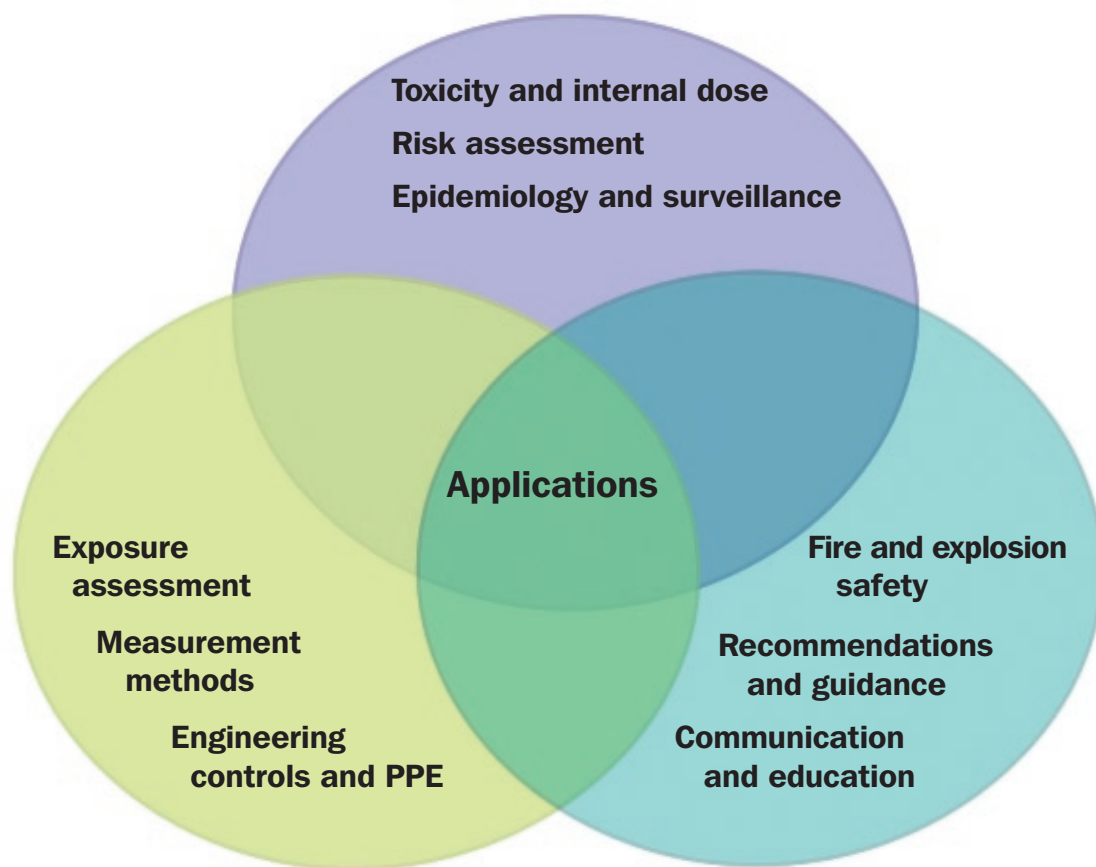 Toxicity and internal dose
Risk assessment
Epidemiology and surveillance
Applications
Exposure
assessment
Measurement
methods
Engineering
controls and PPE
Fire and explosion
safety
Recommendations
and guidance
Communication
and education